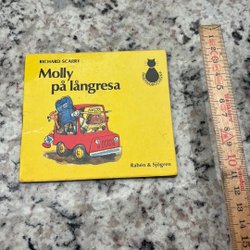 RICHARD SCARRY
Molly
på långresa
Rabén & Sjögren